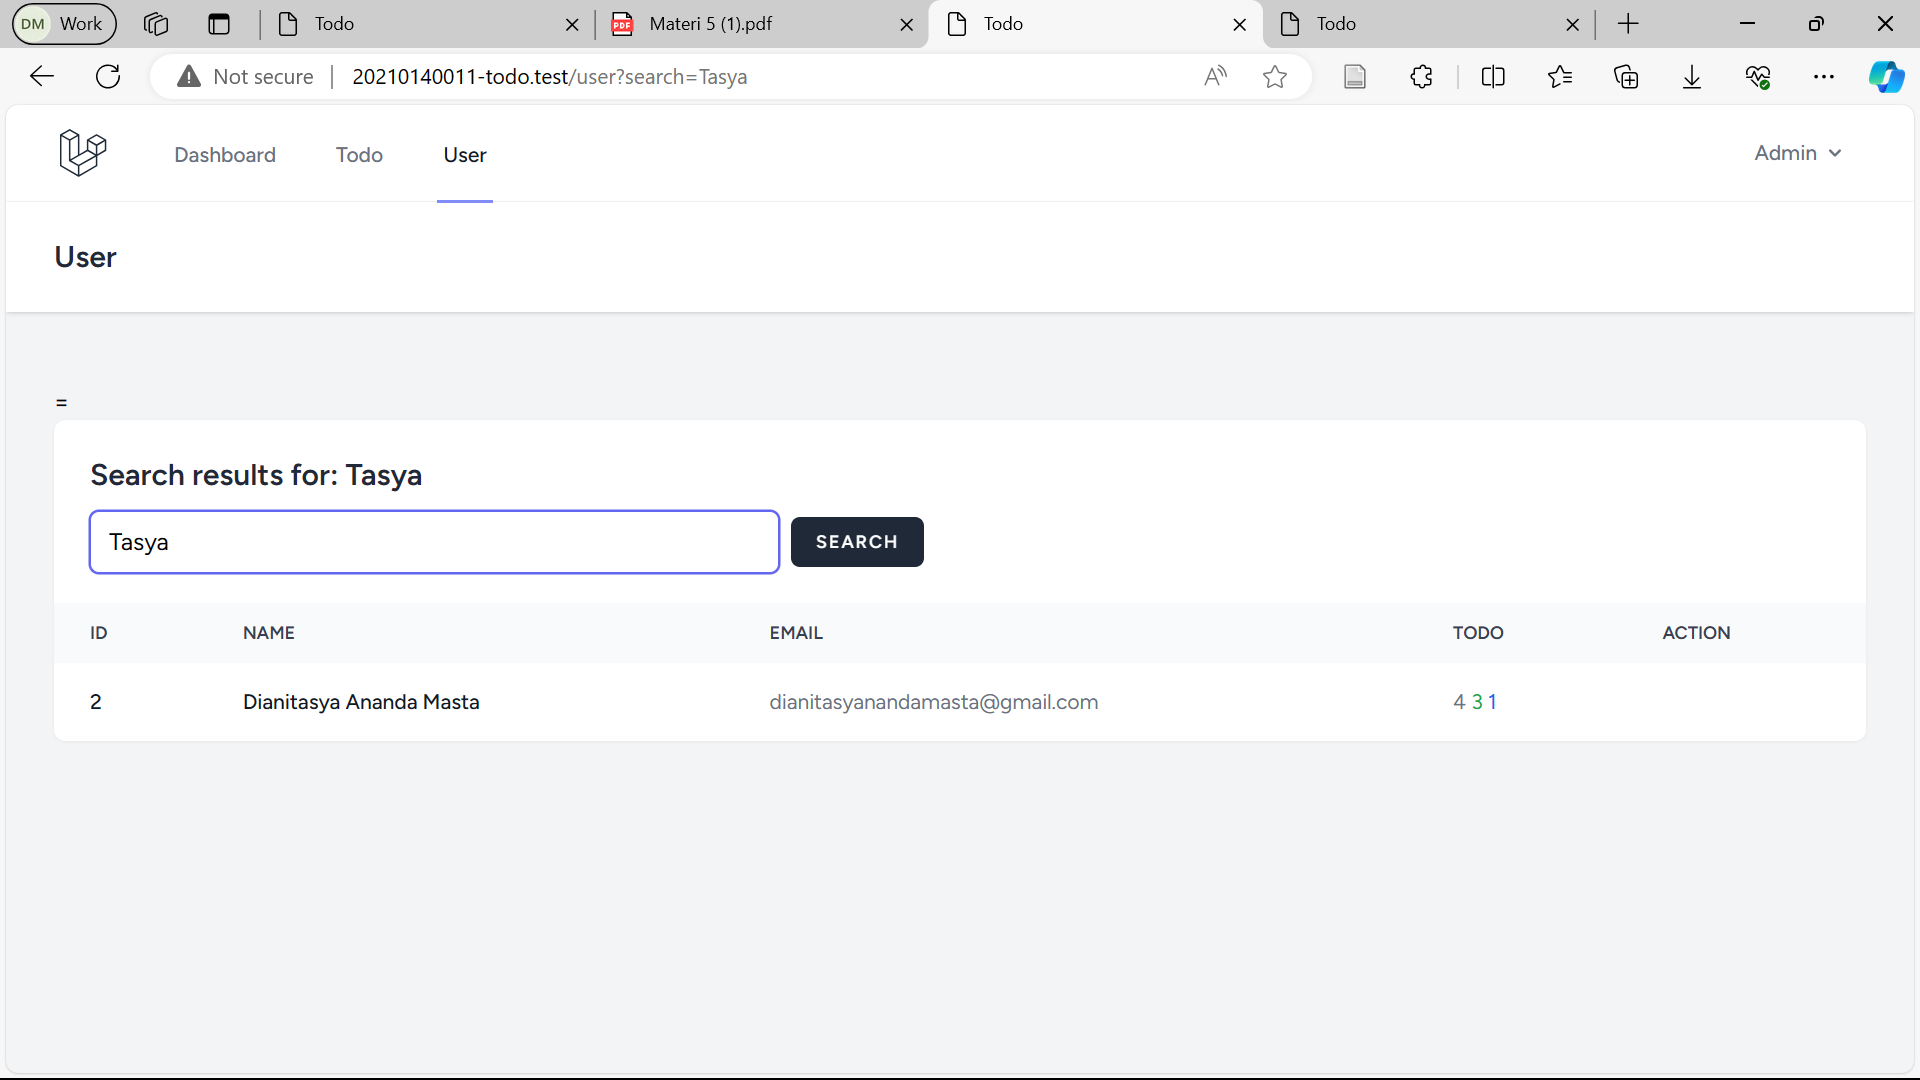 DM Work Todo Materi 5 (1).pdf Todo Todo
Not secure 20210140011-todo.test/user?search=Tasya
Dashboard Todo User Admin
User
=
Search results for: Tasya
Tasya SEARCH
ID NAME EMAIL TODO ACTION
2 Dianitasya Ananda Masta dianitasyanandamasta@gmail.com 4 3 1